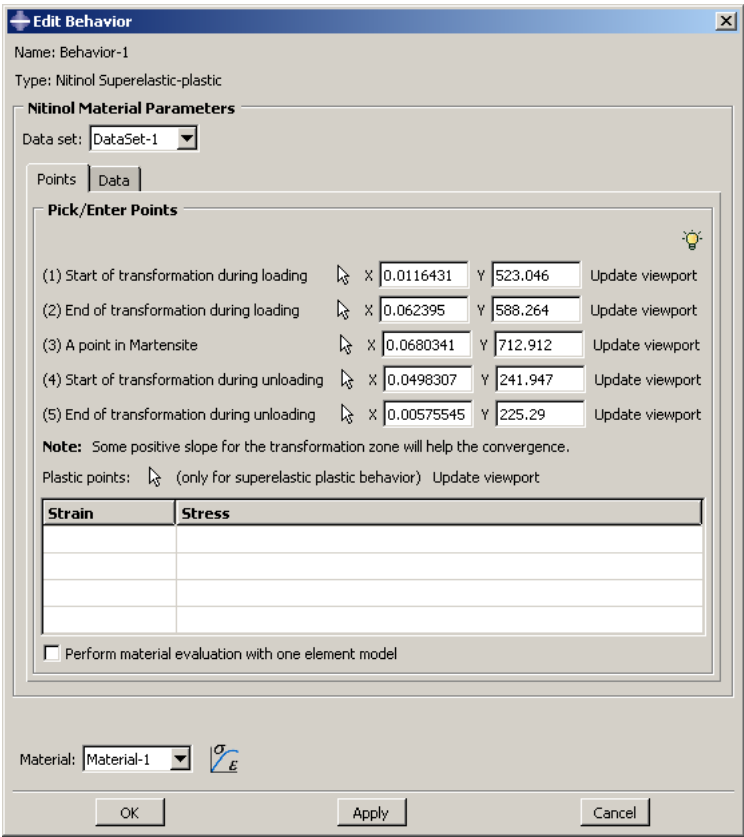 Edit Behavior
Name: Behavior-1
Type: Nitinol Superelastic-plastic
Nitinol Material Parameters
Data set: DataSet-1
Points Data
Pick/Enter Points
(1) Start of transformation during loading X 0.0116431 Y 523.046 Update viewport
(2) End of transformation during loading X 0.062395 Y 588.264 Update viewport
(3) A point in Martensite X 0.0680341 Y 712.912 Update viewport
(4) Start of transformation during unloading X 0.0498307 Y 241.947 Update viewport
(5) End of transformation during unloading X 0.00575545 Y 225.29 Update viewport
Note: Some positive slope for the transformation zone will help the convergence.
Plastic points: (only for superelastic plastic behavior) Update viewport
Strain Stress
Perform material evaluation with one element model
Material: Material-1 σ ε
OK Apply Cancel